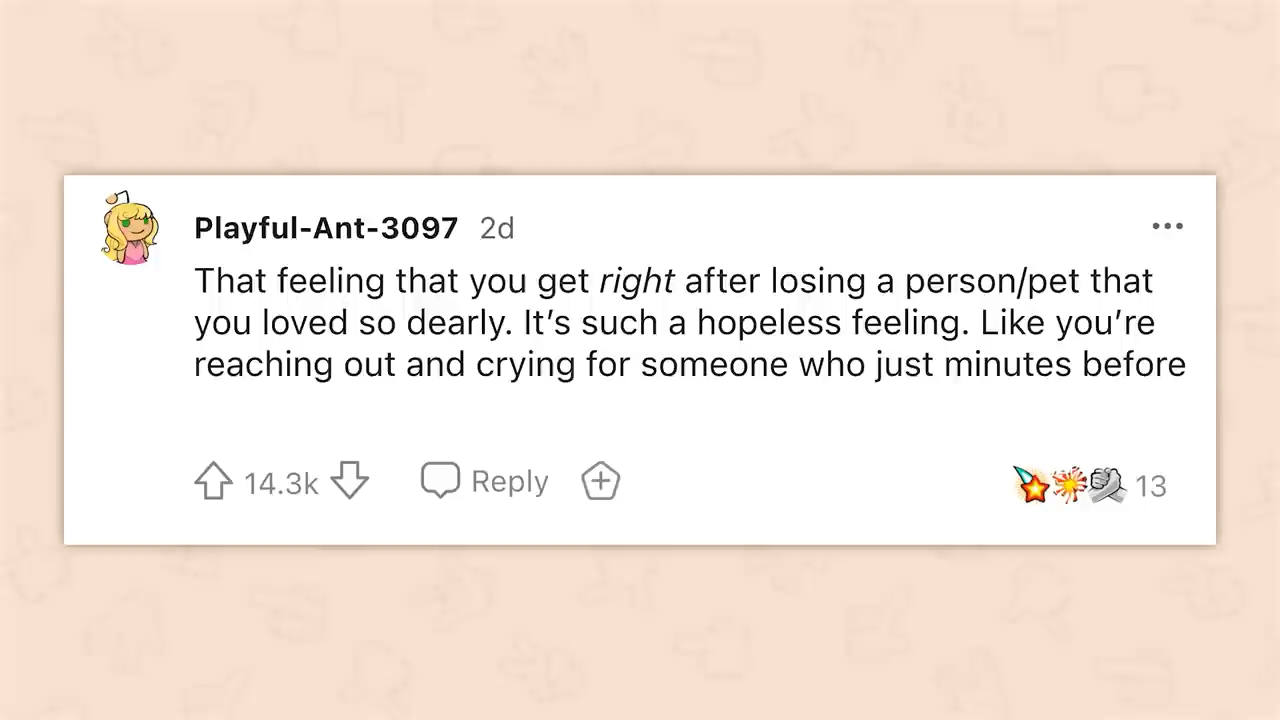 Playful-Ant-3097 2d
That feeling that you get right after losing a person/pet that
you loved so dearly. It’s such a hopeless feeling. Like you’re
reaching out and crying for someone who just minutes before
14.3k Reply 13